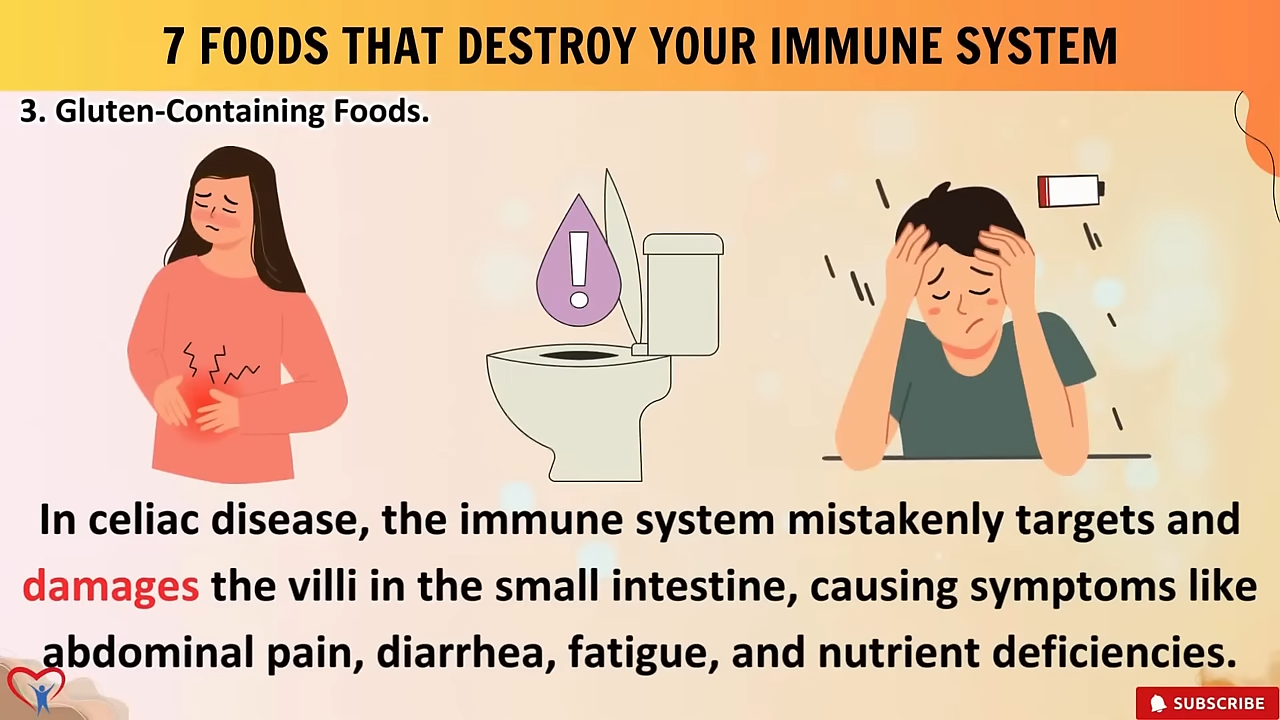 7 FOODS THAT DESTROY YOUR IMMUNE SYSTEM
3. Gluten-Containing Foods.
!
In celiac disease, the immune system mistakenly targets and
damages the villi in the small intestine, causing symptoms like
abdominal pain, diarrhea, fatigue, and nutrient deficiencies.
SUBSCRIBE